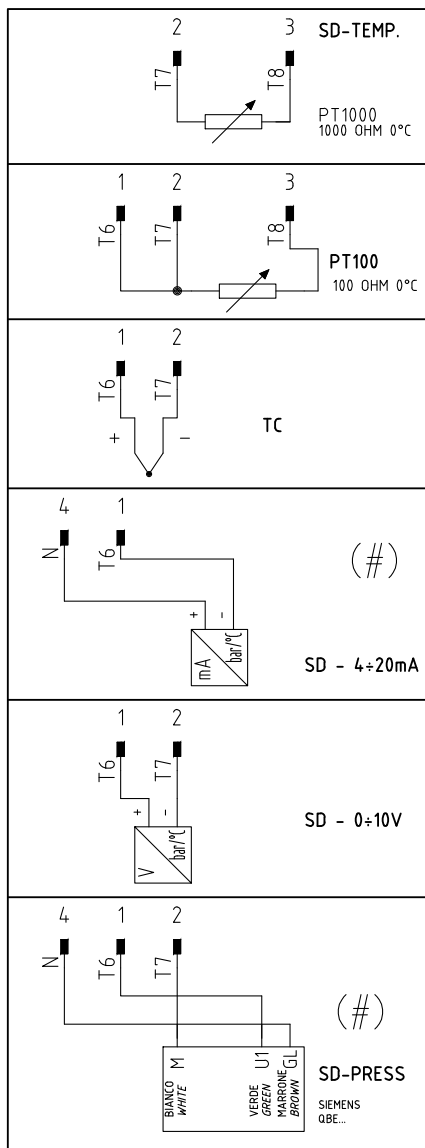 2 3 SD-TEMP.
T7 T8
PT1000
1000 OHM 0°C
1 2 3
T6 T7 T8
PT100
100 OHM 0°C
1 2
T6 T7
+ -
TC
4 1
N T6
(#)
+ -
mA bar/°C
SD - 4÷20mA
1 2
T6 T7
+ -
V bar/°C
SD - 0÷10V
4 1 2
N T6 T7
(#)
M U1 GL
BIANCO VERDE MARRONE
WHITE GREEN BROWN
SD-PRESS
SIEMENS
QBE...